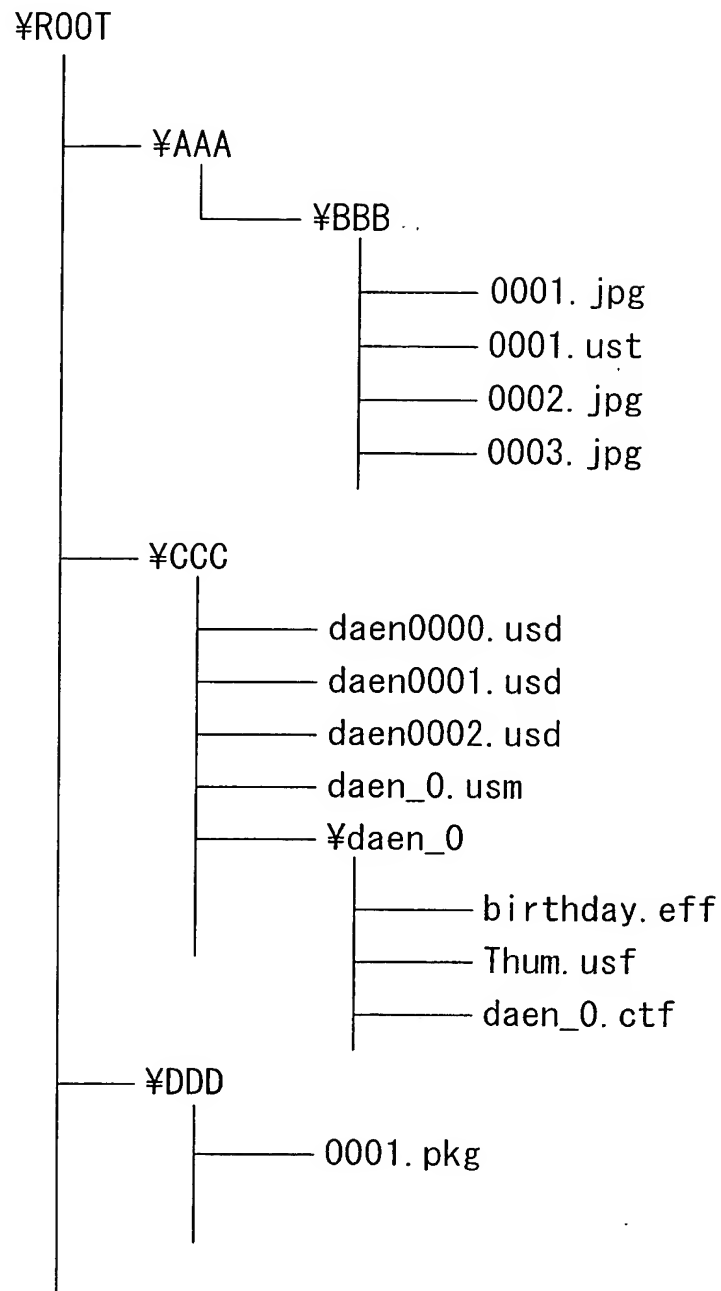 ¥ROOT
¥AAA
¥BBB
0001.jpg
0001.ust
0002.jpg
0003.jpg
¥CCC
daen0000.usd
daen0001.usd
daen0002.usd
daen_0.usm
¥daen_0
birthday.eff
Thum.usf
daen_0.ctf
¥DDD
0001.pkg